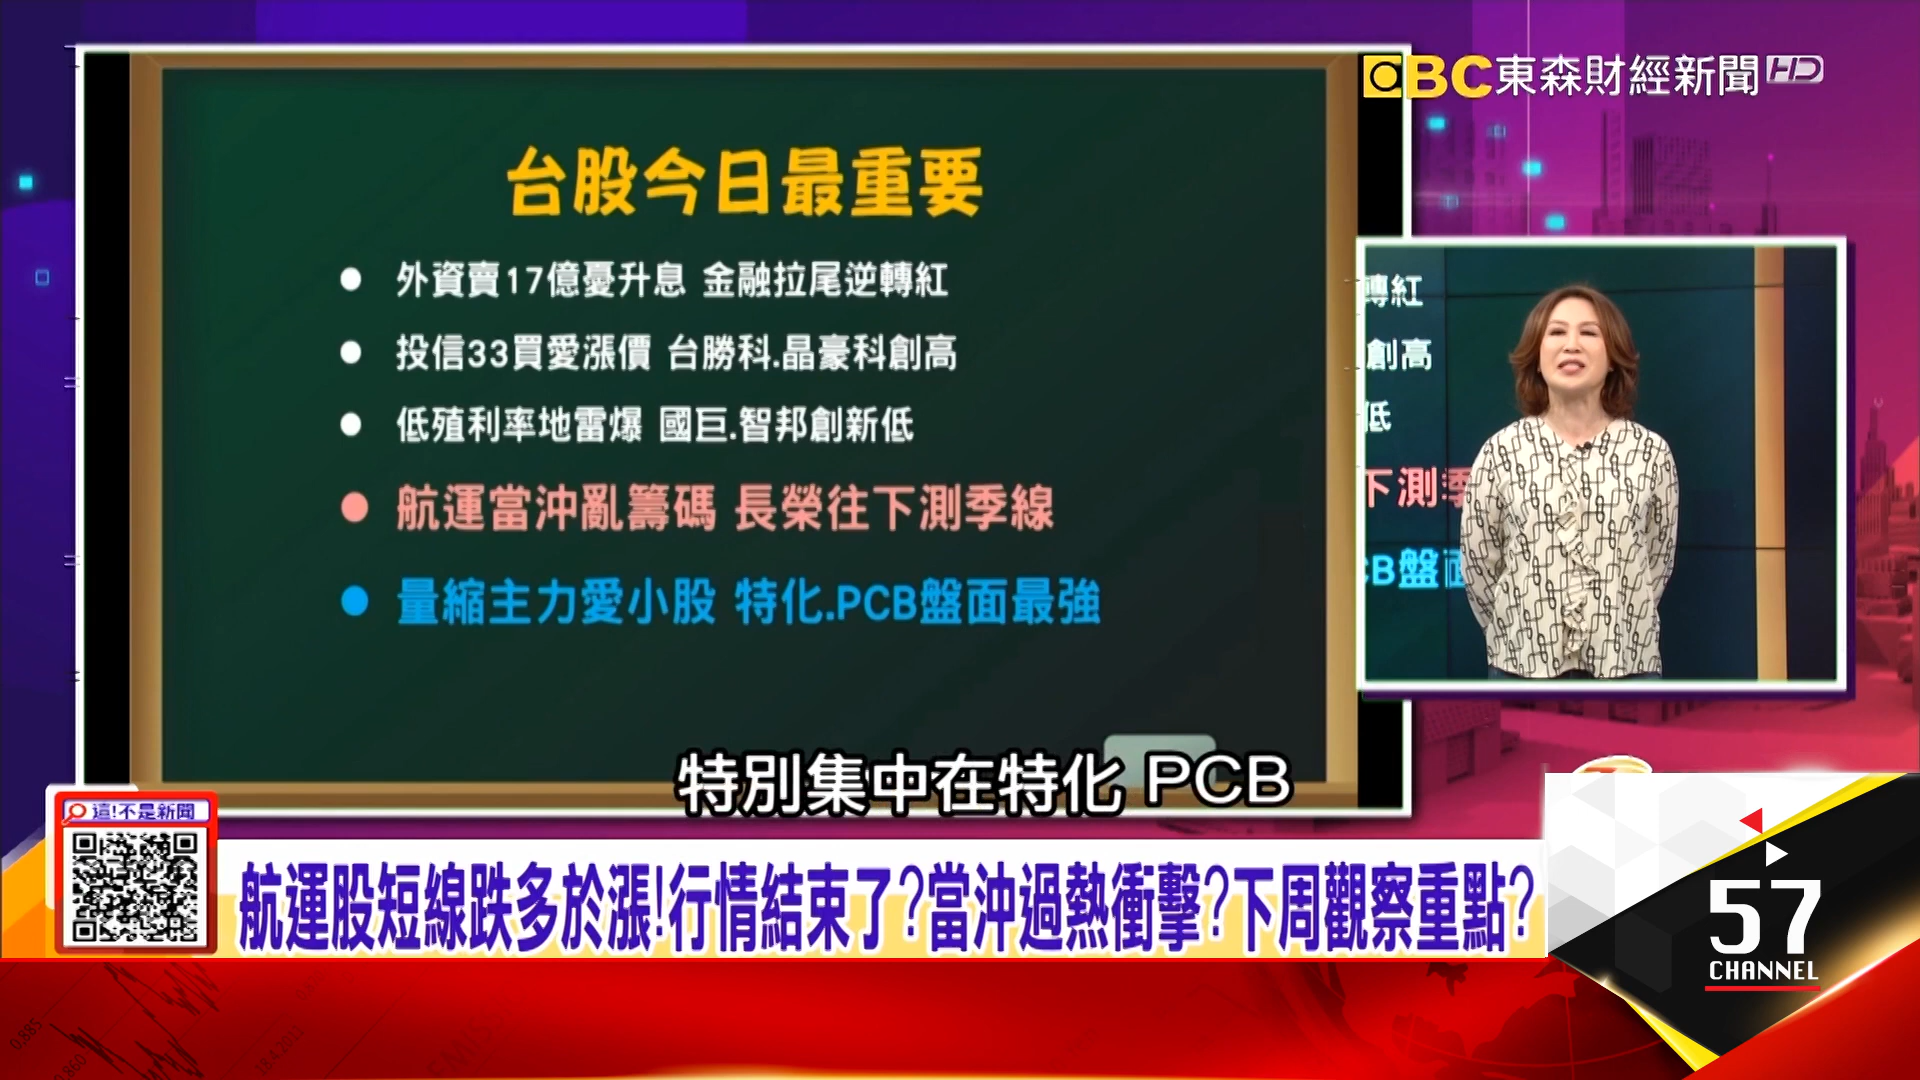 EBC東森財經新聞HD
台股今日最重要
外資賣17億憂升息 金融拉尾逆轉紅
投信33買愛漲價 台勝科.晶豪科創高
低殖利率地雷爆 國巨.智邦創新低
航運當沖亂籌碼 長榮往下測季線
量縮主力愛小股 特化.PCB盤面最強
轉紅
創高
低
下測季
CB盤面
特別集中在特化 PCB
這!不是新聞
航運股短線跌多於漲!行情結束了?當沖過熱衝擊?下周觀察重點?
57
CHANNEL
0.885
0.860
18.4.2011